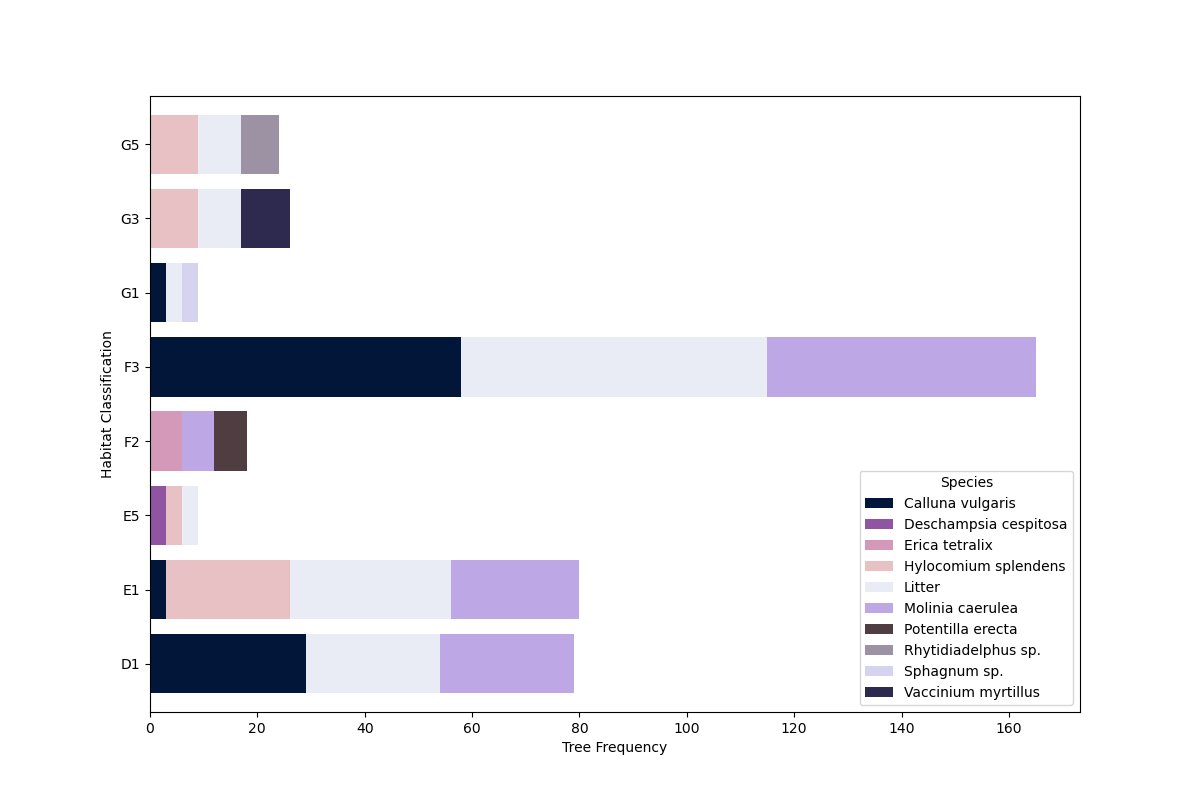 G5
G3
G1
F3
F2
E5
E1
D1
Habitat Classification
0 20 40 60 80 100 120 140 160
Tree Frequency
Species
Calluna vulgaris
Deschampsia cespitosa
Erica tetralix
Hylocomium splendens
Litter
Molinia caerulea
Potentilla erecta
Rhytidiadelphus sp.
Sphagnum sp.
Vaccinium myrtillus